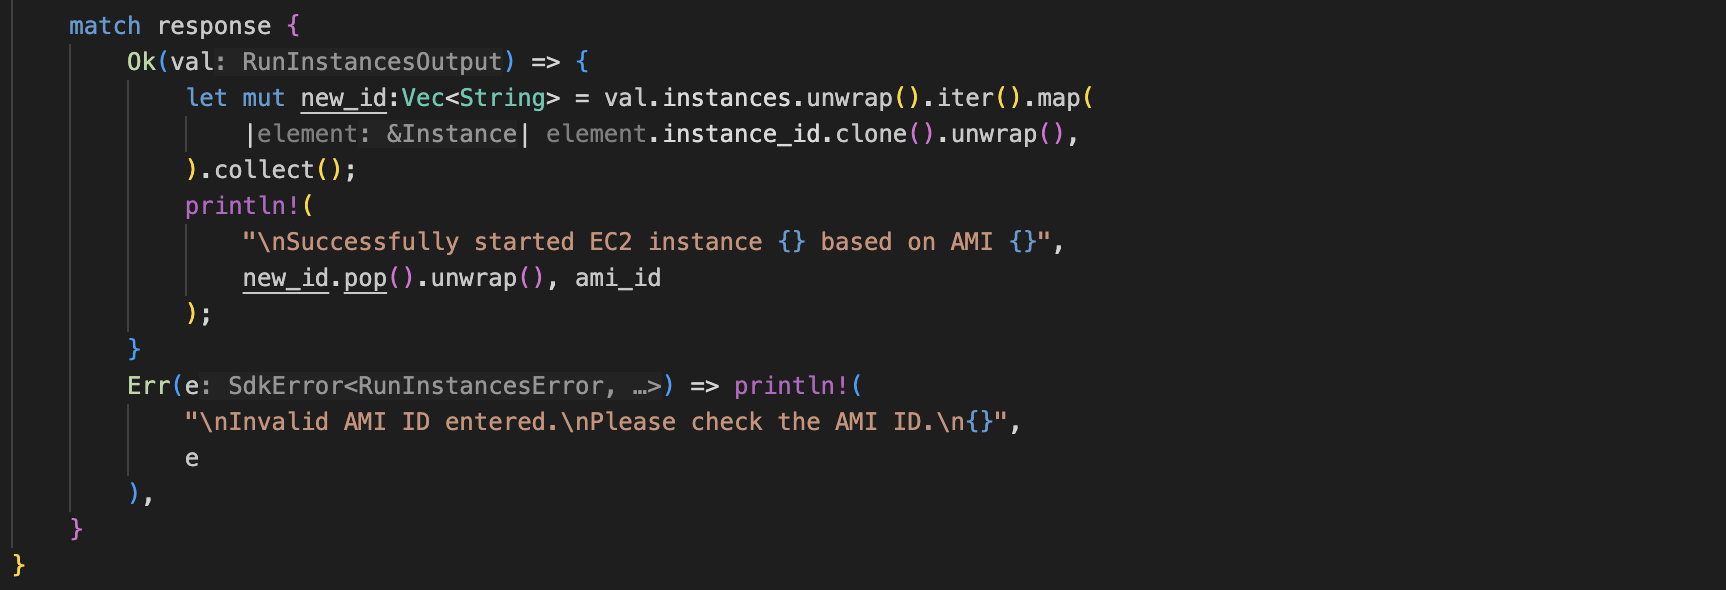 match response {
Ok(val: RunInstancesOutput) => {
let mut new_id:Vec<String> = val.instances.unwrap().iter().map(
|element: &Instance| element.instance_id.clone().unwrap(),
).collect();
println!(
"\nSuccessfully started EC2 instance {} based on AMI {}",
new_id.pop().unwrap(), ami_id
);
}
Err(e: SdkError<RunInstancesError, …>) => println!(
"\nInvalid AMI ID entered.\nPlease check the AMI ID.\n{}",
e
),
}
}